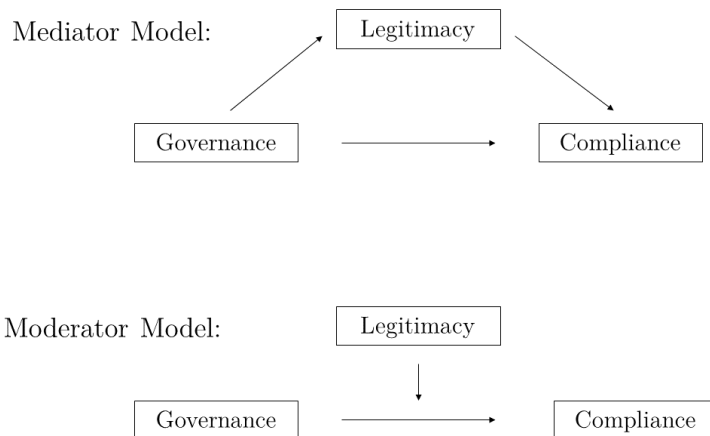 Mediator Model:
Legitimacy
Governance
Compliance
Moderator Model:
Legitimacy
Governance
Compliance